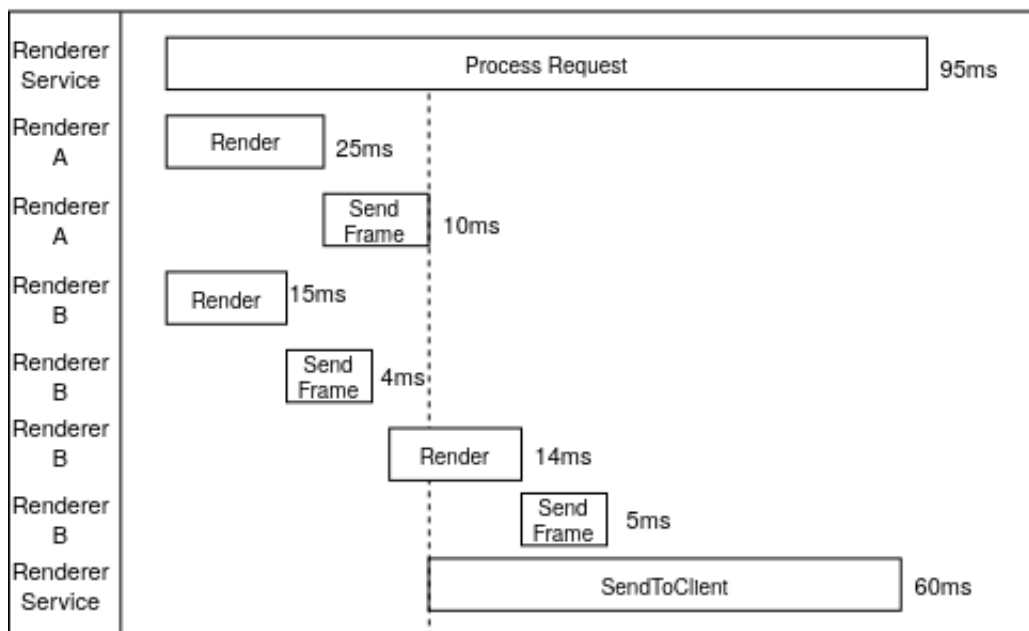 Renderer
Service
Process Request
95ms
Renderer
A
Render
25ms
Renderer
A
Send
Frame
10ms
Renderer
B
Render
15ms
Renderer
B
Send
Frame
4ms
Renderer
B
Render
14ms
Renderer
B
Send
Frame
5ms
Renderer
Service
SendToClient
60ms